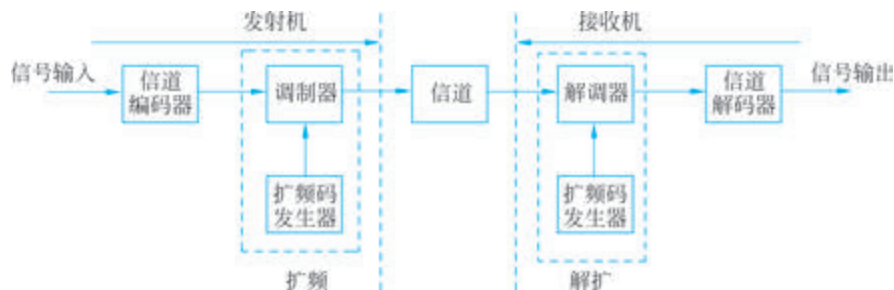 发射机
接收机
信号输入
信道
编码器
调制器
信道
解调器
信道
解码器
信号输出
扩频码
发生器
扩频码
发生器
扩频
解扩